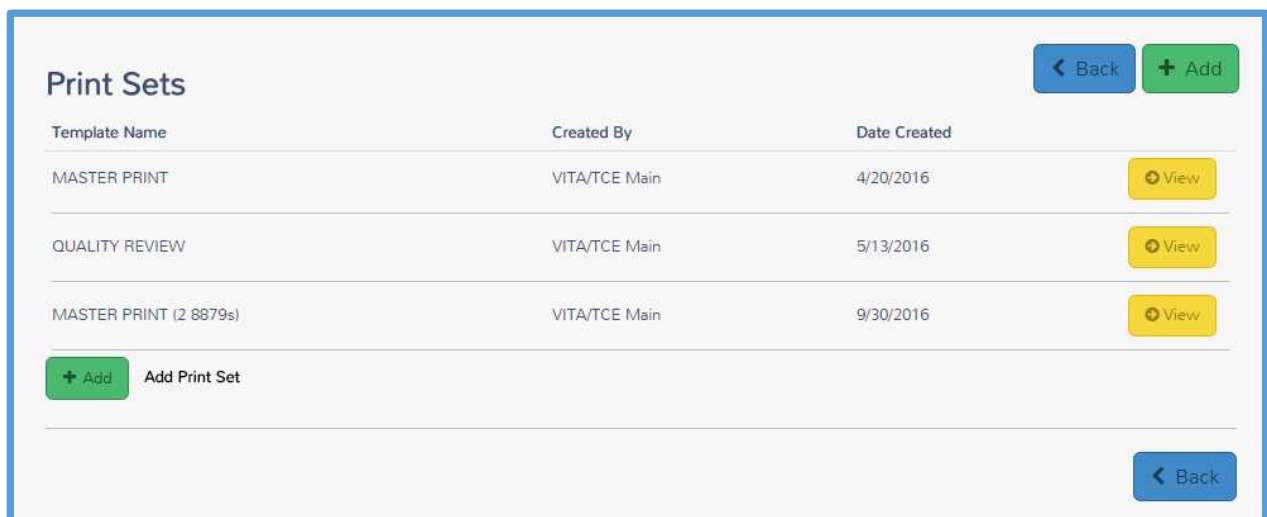 Back + Add
Print Sets
Template Name Created By Date Created
MASTER PRINT VITA/TCE Main 4/20/2016 View
QUALITY REVIEW VITA/TCE Main 5/13/2016 View
MASTER PRINT (2 8879s) VITA/TCE Main 9/30/2016 View
+ Add Add Print Set
Back